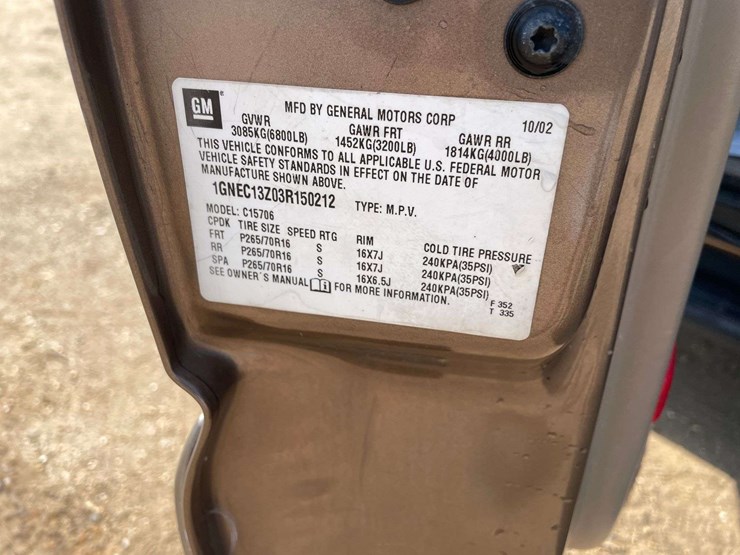 GM
MFD BY GENERAL MOTORS CORP 10/02
GVWR GAWR FRT GAWR RR
3085KG(6800LB) 1452KG(3200LB) 1814KG(4000LB)
THIS VEHICLE CONFORMS TO ALL APPLICABLE U.S. FEDERAL MOTOR
VEHICLE SAFETY STANDARDS IN EFFECT ON THE DATE OF
MANUFACTURE SHOWN ABOVE.
1GNEC13Z03R150212 TYPE: M.P.V.
MODEL: C15706
CPDK TIRE SIZE SPEED RTG RIM COLD TIRE PRESSURE
FRT P265/70R16 S 16X7J 240KPA(35PSI)
RR P265/70R16 S 16X7J 240KPA(35PSI)
SPA P265/70R16 S 16X6.5J 240KPA(35PSI)
SEE OWNER'S MANUAL FOR MORE INFORMATION.
F 352
T 335